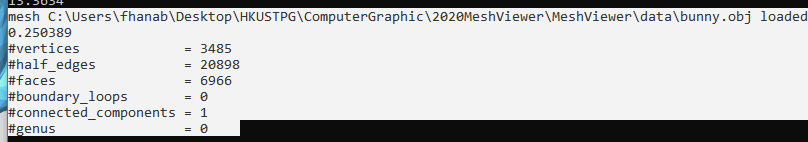 mesh C:\Users\fhanab\Desktop\HKUSTPG\ComputerGraphic\2020MeshViewer\MeshViewer\data\bunny.obj loaded
0.250389
#vertices = 3485
#half_edges = 20898
#faces = 6966
#boundary_loops = 0
#connected_components = 1
#genus = 0